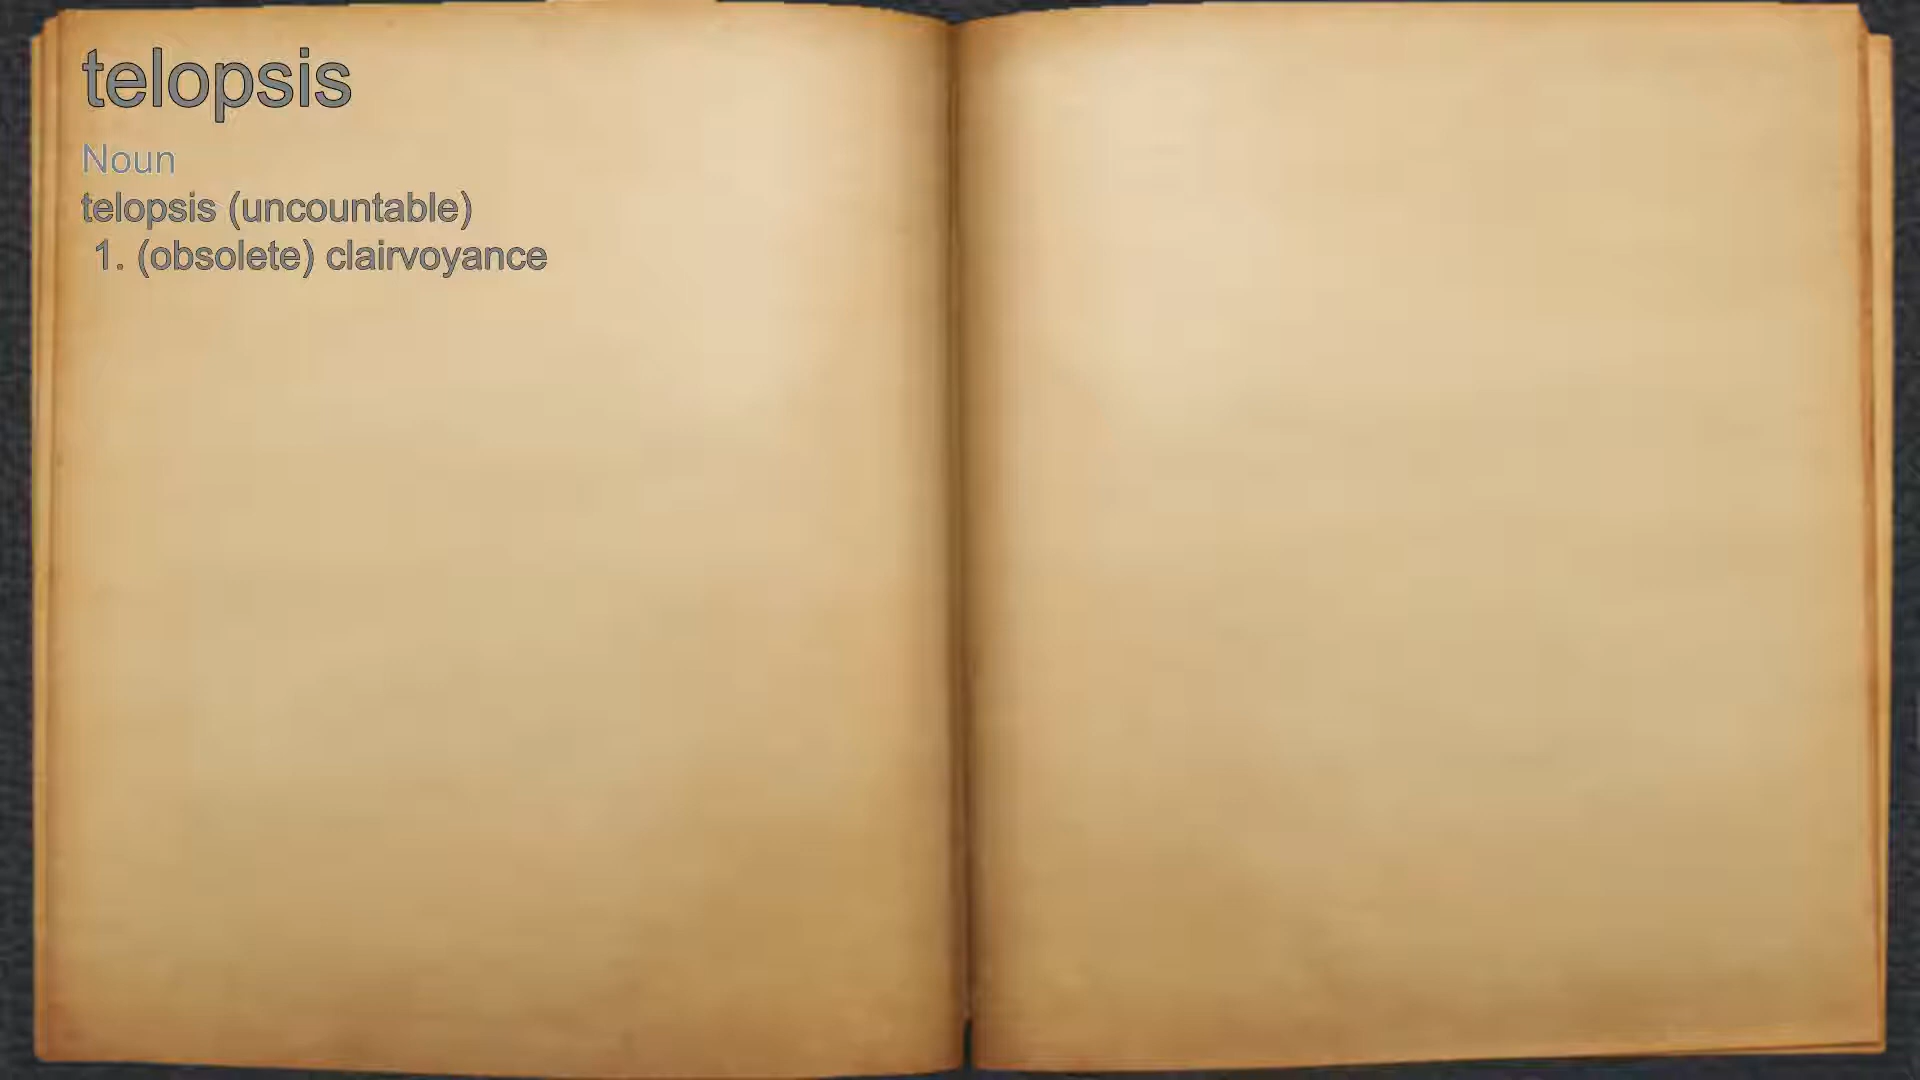 telopsis
Noun
telopsis (uncountable)
1. (obsolete) clairvoyance